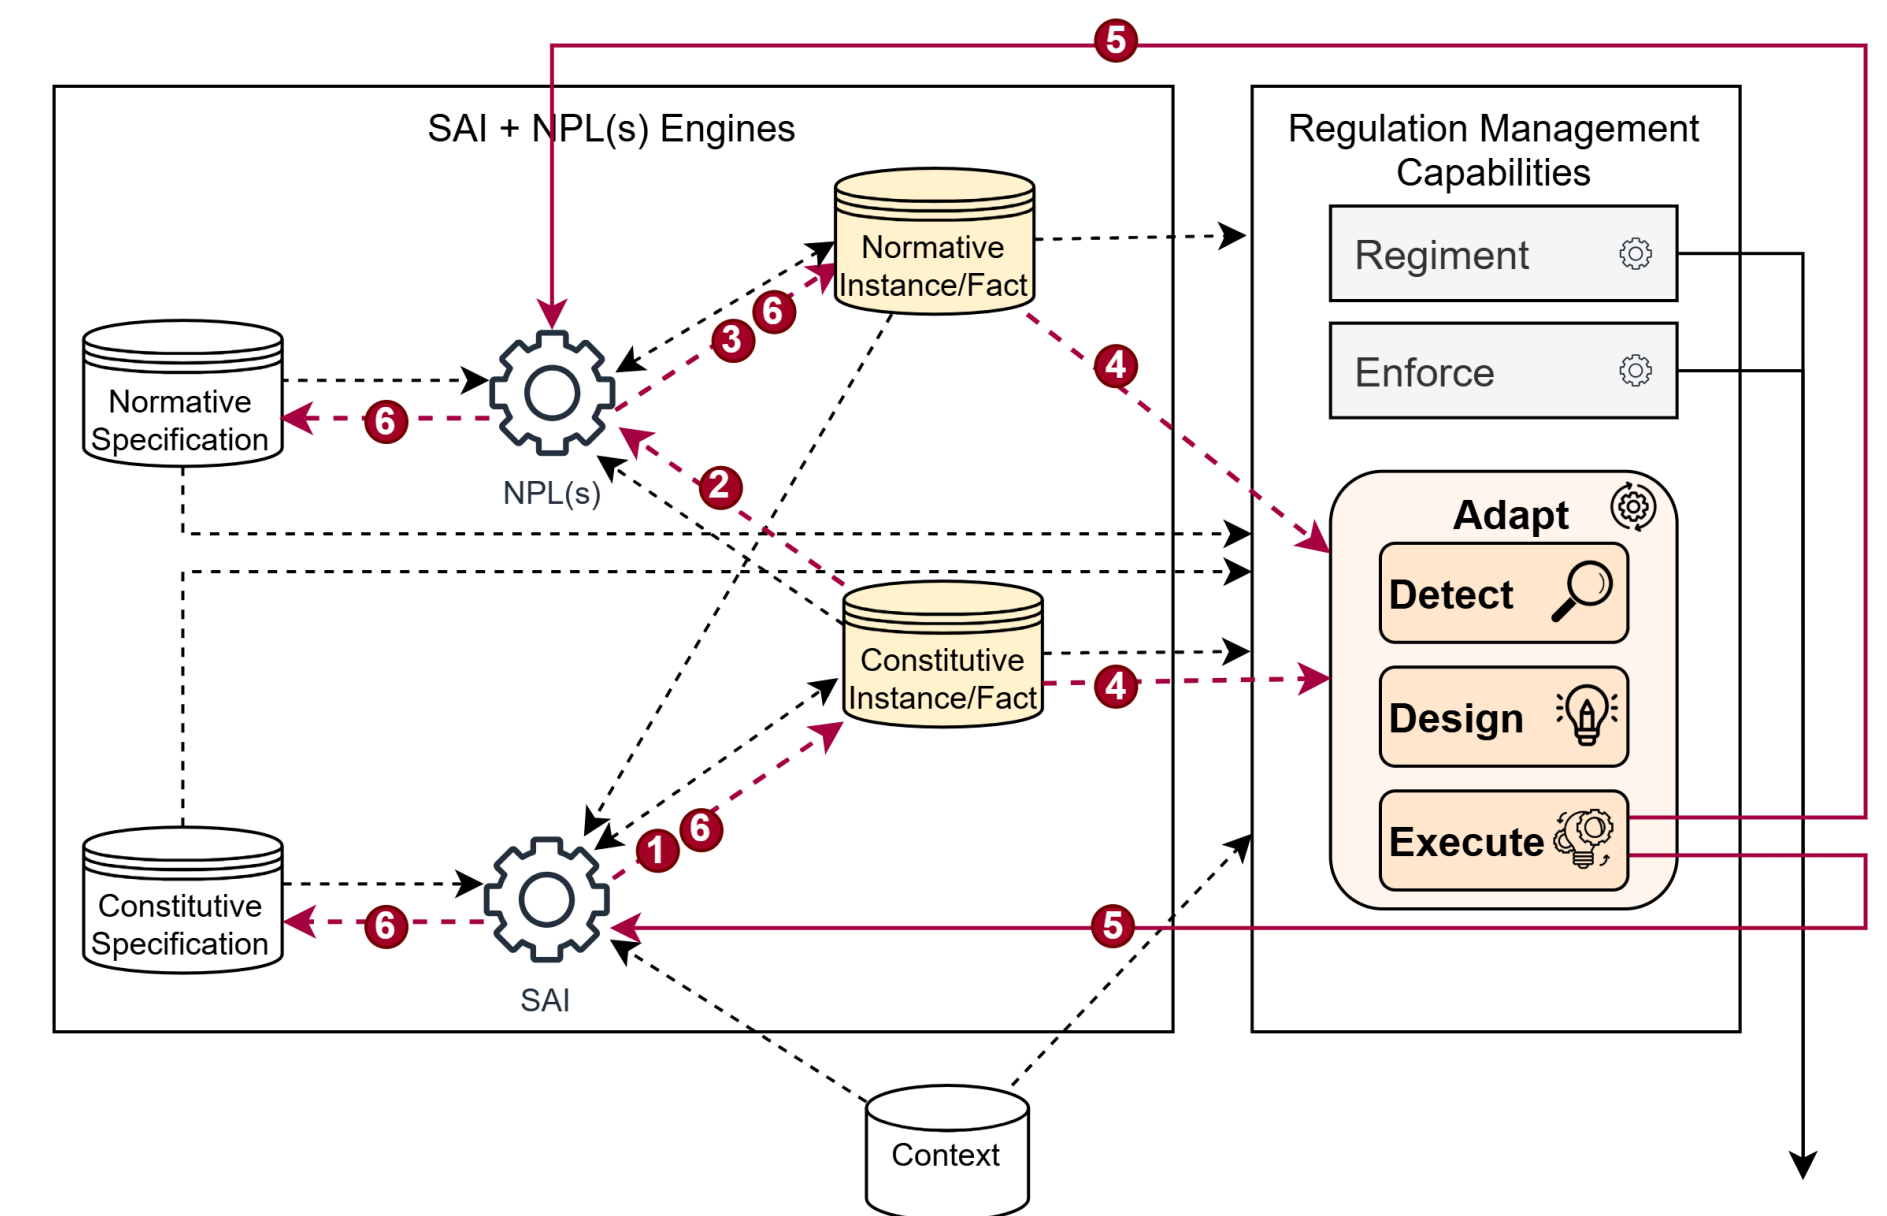 5
SAI + NPL(s) Engines
Regulation Management
Capabilities
Normative
Instance/Fact
Regiment
6
3
4
Enforce
Normative
Specification
6
2
NPL(s)
Adapt
Detect
Constitutive
Instance/Fact
4
Design
6
1
Execute
Constitutive
Specification
6
5
SAI
Context